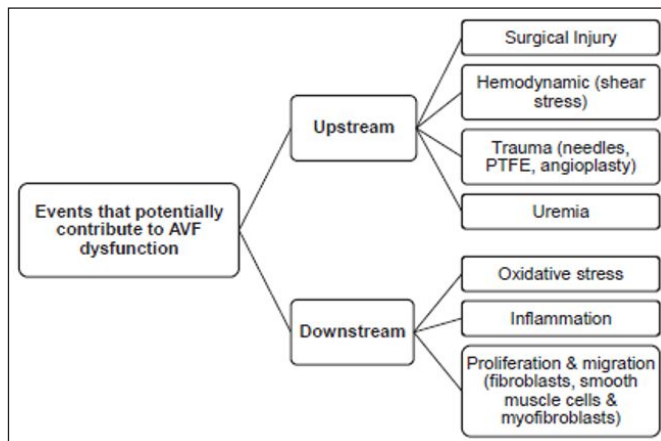 Surgical Injury
Hemodynamic (shear
stress)
Upstream
Trauma (needles,
PTFE, angioplasty)
Uremia
Events that potentially
contribute to AVF
dysfunction
Oxidative stress
Inflammation
Downstream
Proliferation & migration
(fibroblasts, smooth
muscle cells &
myofibroblasts)